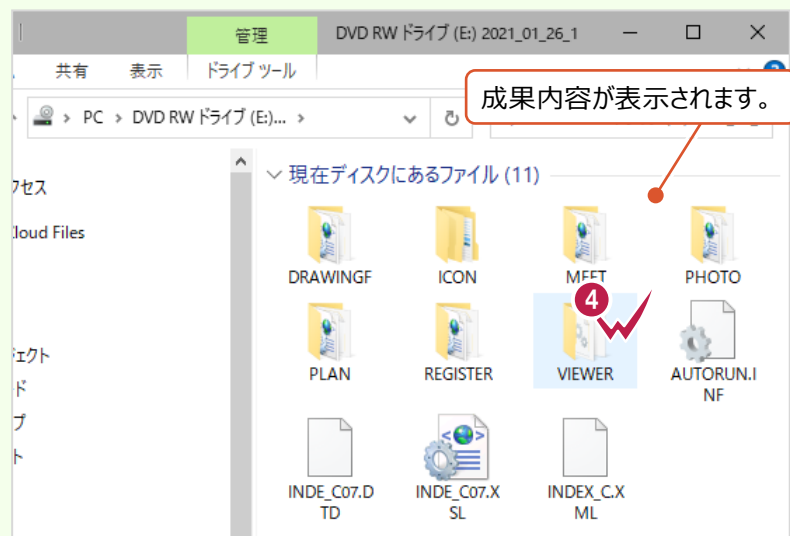 管理
DVD RW ドライブ (E:) 2021_01_26_1
共有
表示
ドライブ ツール
成果内容が表示されます。
PC › DVD RW ドライブ (E:)... ›
現在ディスクにあるファイル (11)
クセス
loud Files
ジェクト
ード
プ
ト
DRAWINGF
ICON
MEET
PHOTO
4
PLAN
REGISTER
VIEWER
AUTORUN.I
NF
INDE_C07.D
TD
INDE_C07.X
SL
INDEX_C.X
ML